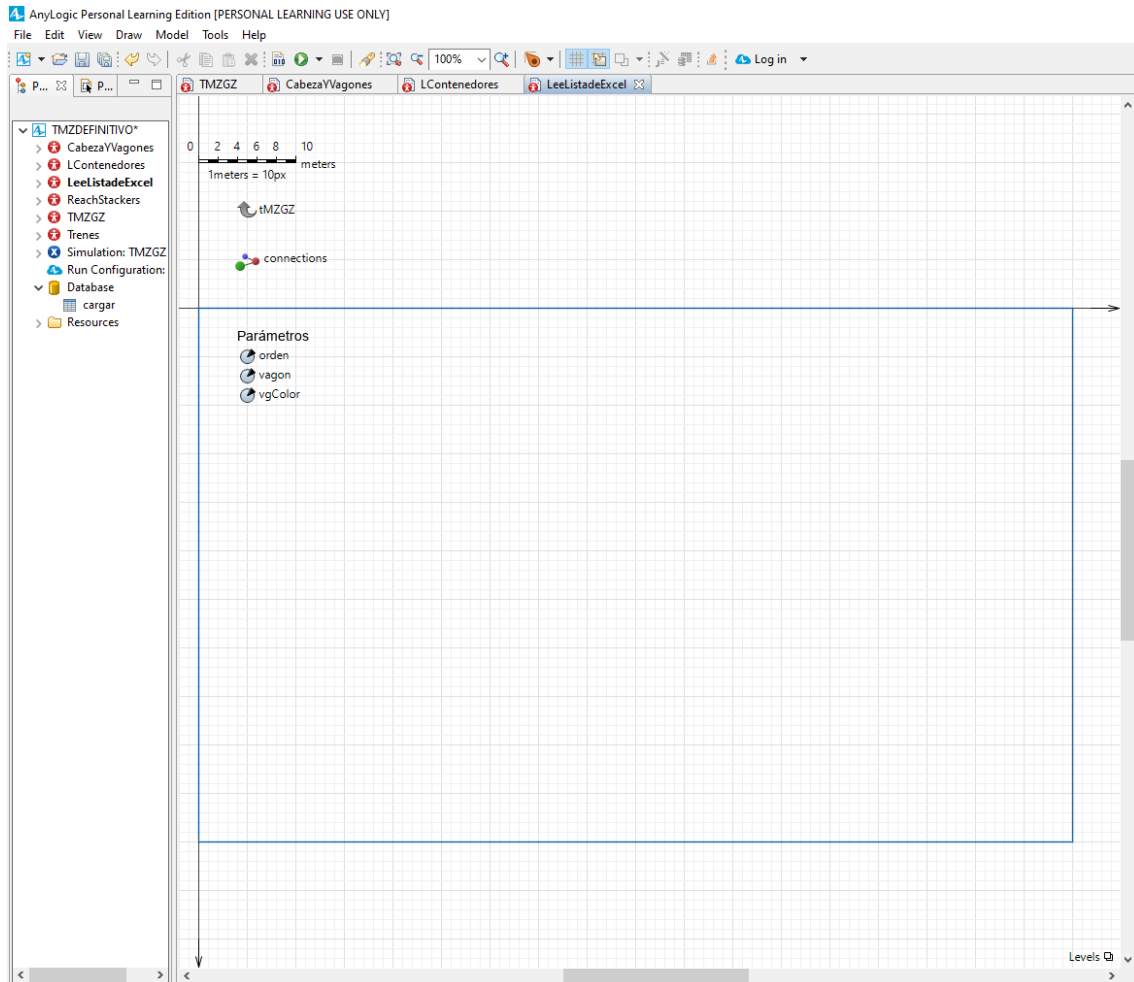 AnyLogic Personal Learning Edition [PERSONAL LEARNING USE ONLY]
File Edit View Draw Model Tools Help
100% Log in
P... P... TMZGZ CabezaYVagones LContenedores LeeListadeExcel
TMZDEFINITIVO*
CabezaYVagones
LContenedores
LeeListadeExcel
ReachStackers
TMZGZ
Trenes
Simulation: TMZGZ
Run Configuration:
Database
cargar
Resources
0 2 4 6 8 10
meters
1meters = 10px
tMZGZ
connections
Parámetros
orden
vagon
vgColor
Levels